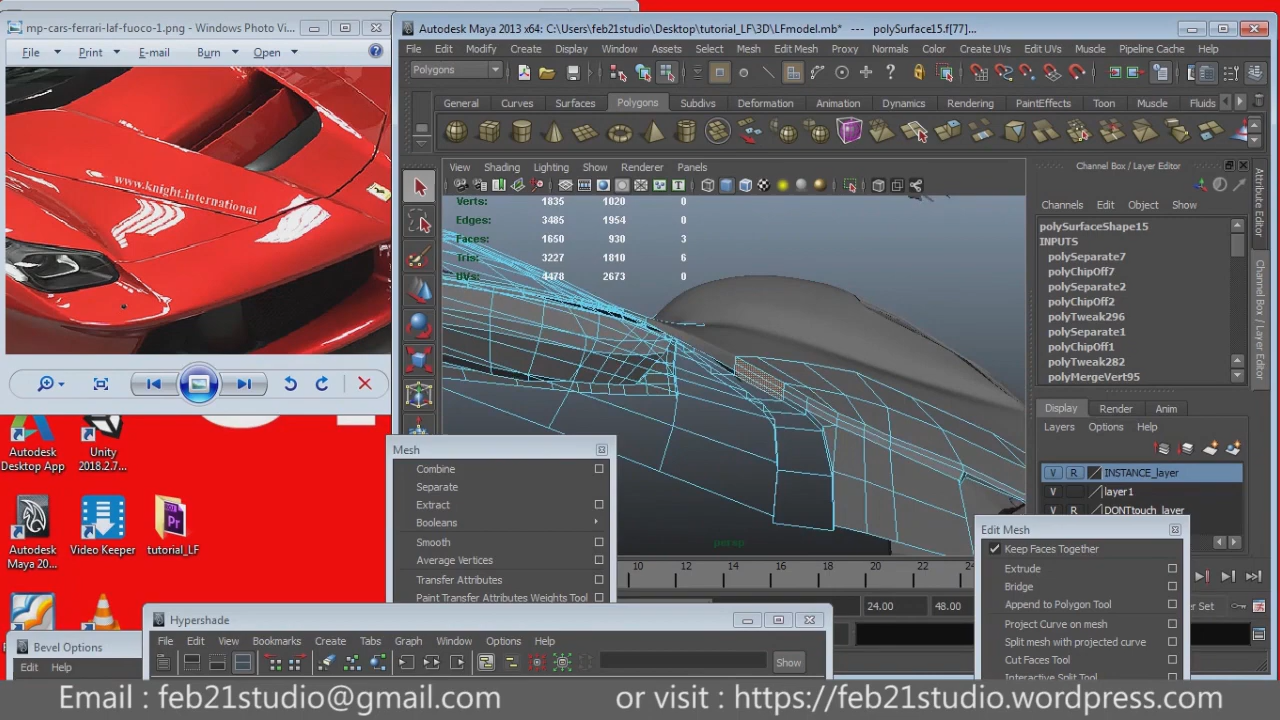 mp-cars-ferrari-laf-fuoco-1.png - Windows Photo Vi...
File Print E-mail Burn Open
www.knight.international
Autodesk Maya 2013 x64: C:\Users\feb21studio\Desktop\tutorial_LF\3D\LFmodel.mb* --- polySurface15.f[77]...
File Edit Modify Create Display Window Assets Select Mesh Edit Mesh Proxy Normals Color Create UVs Edit UVs Muscle Pipeline Cache Help
Polygons
General Curves Surfaces Polygons Subdivs Deformation Animation Dynamics Rendering PaintEffects Toon Muscle Fluids
View Shading Lighting Show Renderer Panels
Verts: 1835 1020 0
Edges: 3485 1954 0
Faces: 1650 930 3
Tris: 3227 1810 6
UVs: 4478 2673 0
persp
Channel Box / Layer Editor
Channels Edit Object Show
polySurfaceShape15
INPUTS
polySeparate7
polyChipOff7
polySeparate2
polyChipOff2
polyTweak296
polySeparate1
polyChipOff1
polyTweak282
polyMergeVert95
Attribute Editor
Channel Box / Layer Editor
Display Render Anim
Layers Options Help
V R INSTANCE_layer
V layer1
V R DONTtouch_layer
Autodesk Desktop App
Unity 2018.2.7...
Autodesk Maya 20...
Video Keeper
tutorial_LF
Mesh
Combine
Separate
Extract
Booleans
Smooth
Average Vertices
Transfer Attributes
Paint Transfer Attributes Weights Tool
10 12 14 16 18 20 22 24
24.00 48.00
Edit Mesh
Keep Faces Together
Extrude
Bridge
Append to Polygon Tool
Project Curve on mesh
Split mesh with projected curve
Cut Faces Tool
Interactive Split Tool
Hypershade
File Edit View Bookmarks Create Tabs Graph Window Options Help
Show
Bevel Options
Edit Help
Email : feb21studio@gmail.com or visit : https://feb21studio.wordpress.com